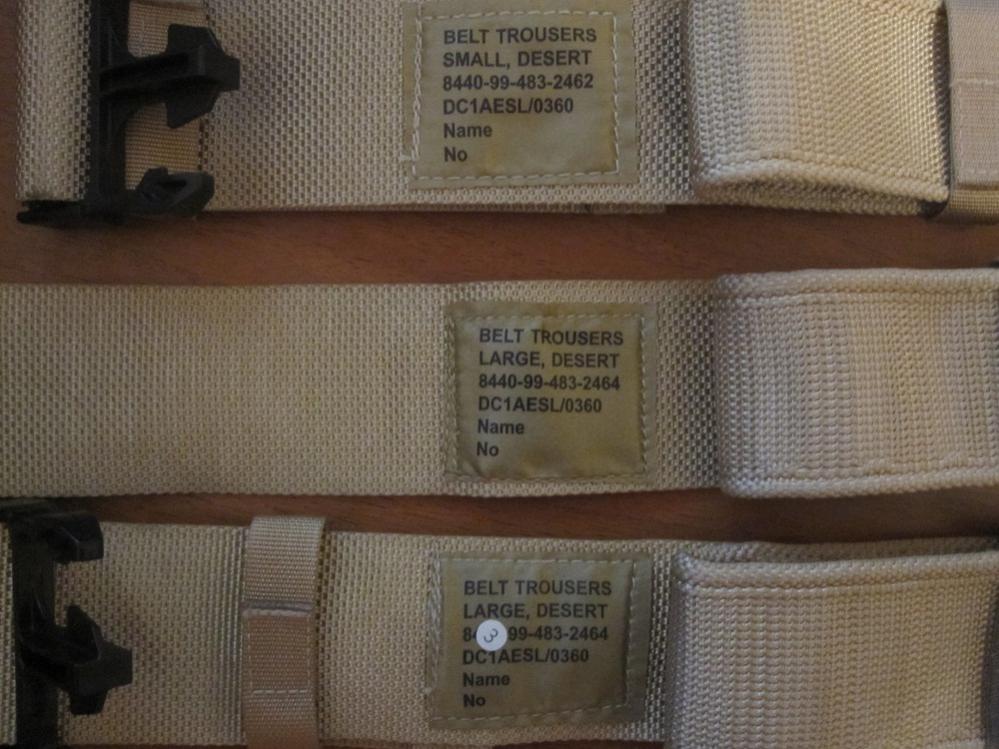 BELT TROUSERS
SMALL, DESERT
8440-99-483-2462
DC1AESL/0360
Name
No
BELT TROUSERS
LARGE, DESERT
8440-99-483-2464
DC1AESL/0360
Name
No
BELT TROUSERS
LARGE, DESERT
84 3 99-483-2464
DC1AESL/0360
Name
No